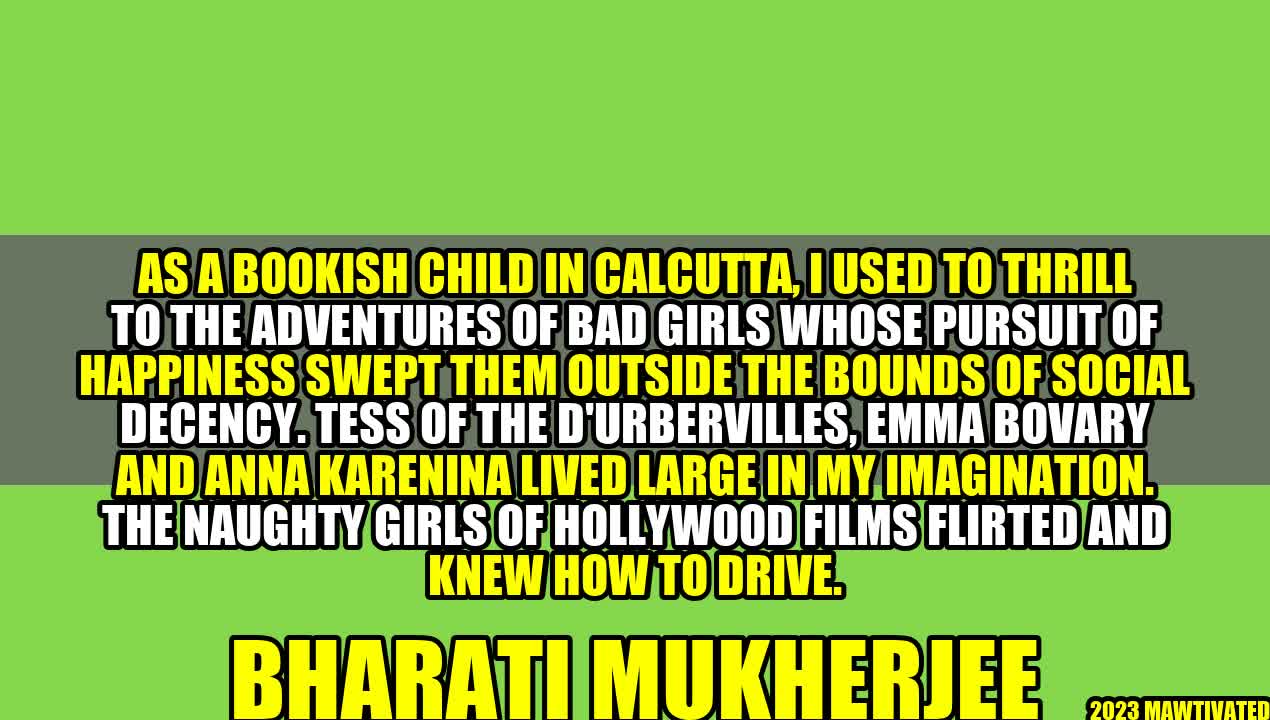 AS A BOOKISH CHILD IN CALCUTTA, I USED TO THRILL
TO THE ADVENTURES OF BAD GIRLS WHOSE PURSUIT OF
HAPPINESS SWEPT THEM OUTSIDE THE BOUNDS OF SOCIAL
DECENCY. TESS OF THE D'URBERVILLES, EMMA BOVARY
AND ANNA KARENINA LIVED LARGE IN MY IMAGINATION.
THE NAUGHTY GIRLS OF HOLLYWOOD FILMS FLIRTED AND
KNEW HOW TO DRIVE.
BHARATI MUKHERJEE
2023 MAWTIVATED